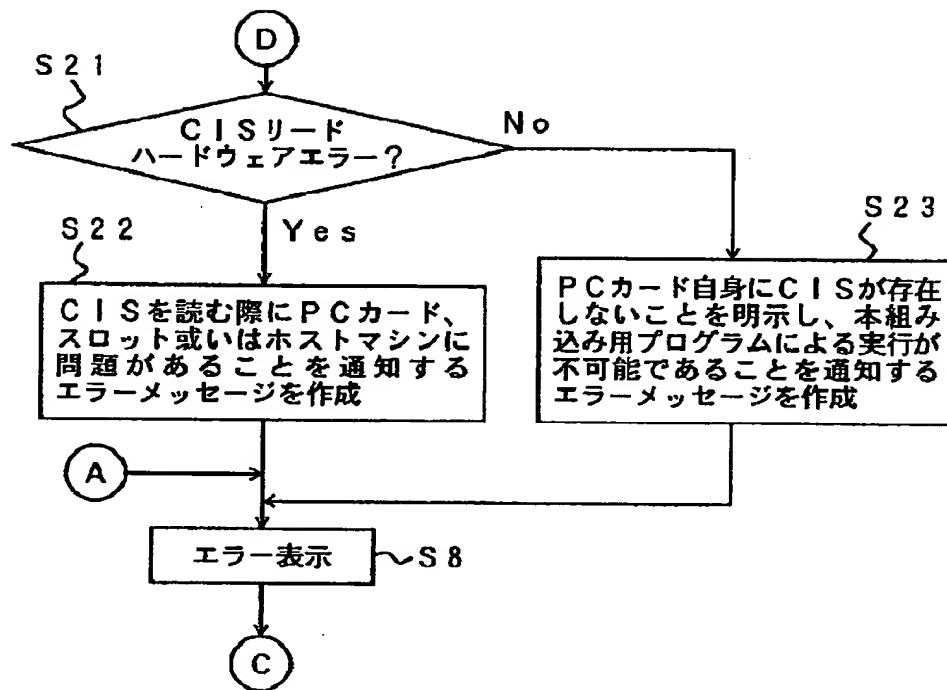 D
S21
CISリード
ハードウェアエラー?
No
Yes
S22
CISを読む際にPCカード、
スロット或いはホストマシンに
問題があることを通知する
エラーメッセージを作成
S23
PCカード自身にCISが存在
しないことを明示し、本組み
込み用プログラムによる実行が
不可能であることを通知する
エラーメッセージを作成
A
エラー表示
S8
C